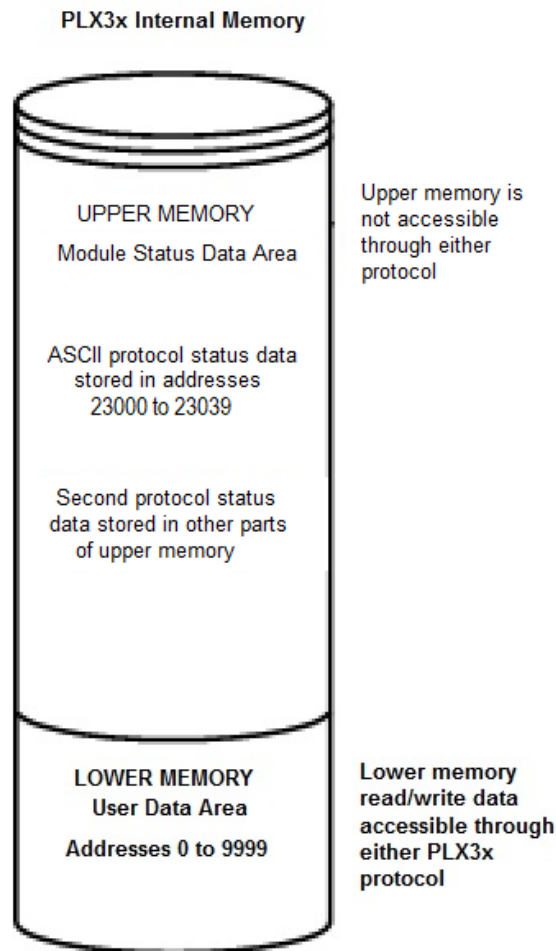 PLX3x Internal Memory
UPPER MEMORY
Module Status Data Area
Upper memory is
not accessible
through either
protocol
ASCII protocol status data
stored in addresses
23000 to 23039
Second protocol status
data stored in other parts
of upper memory
LOWER MEMORY
User Data Area
Addresses 0 to 9999
Lower memory
read/write data
accessible through
either PLX3x
protocol